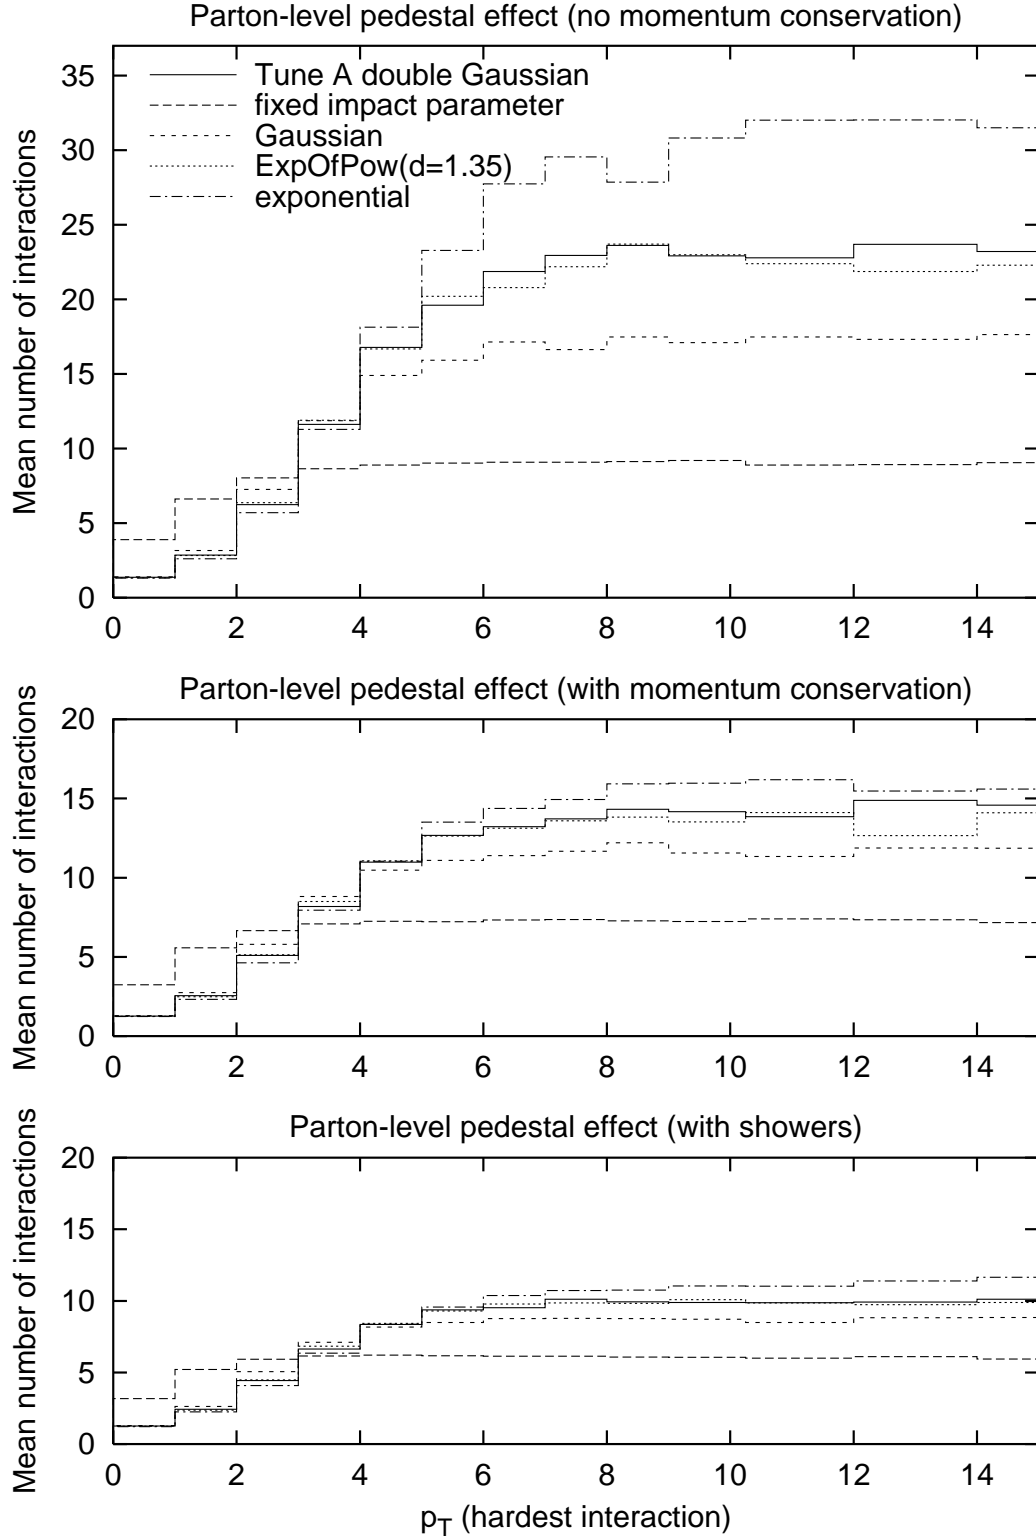 Parton-level pedestal effect (no momentum conservation)
Mean number of interactions
35
30
25
20
15
10
5
0
Tune A double Gaussian
fixed impact parameter
Gaussian
ExpOfPow(d=1.35)
exponential
0 2 4 6 8 10 12 14
Parton-level pedestal effect (with momentum conservation)
Mean number of interactions
20
15
10
5
0
0 2 4 6 8 10 12 14
Parton-level pedestal effect (with showers)
Mean number of interactions
20
15
10
5
0
0 2 4 6 8 10 12 14
p_T (hardest interaction)